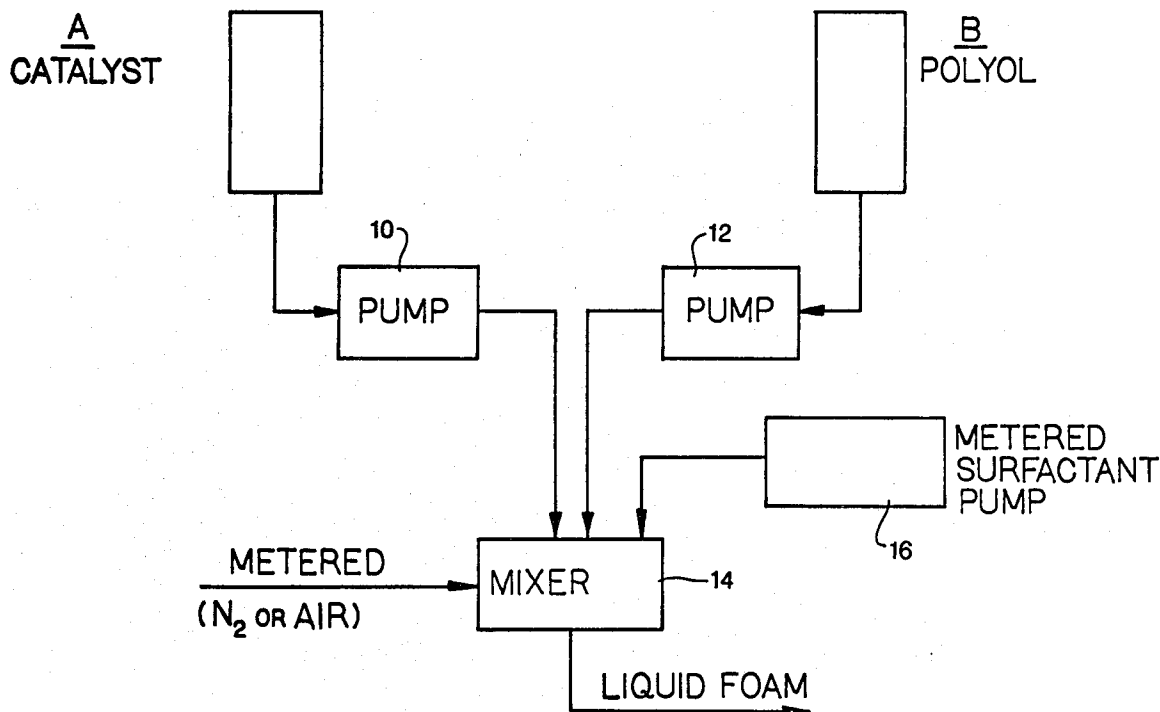 A
CATALYST
B
POLYOL
10
PUMP
12
PUMP
METERED
SURFACTANT
PUMP
16
METERED
(N₂ OR AIR)
MIXER
14
LIQUID FOAM